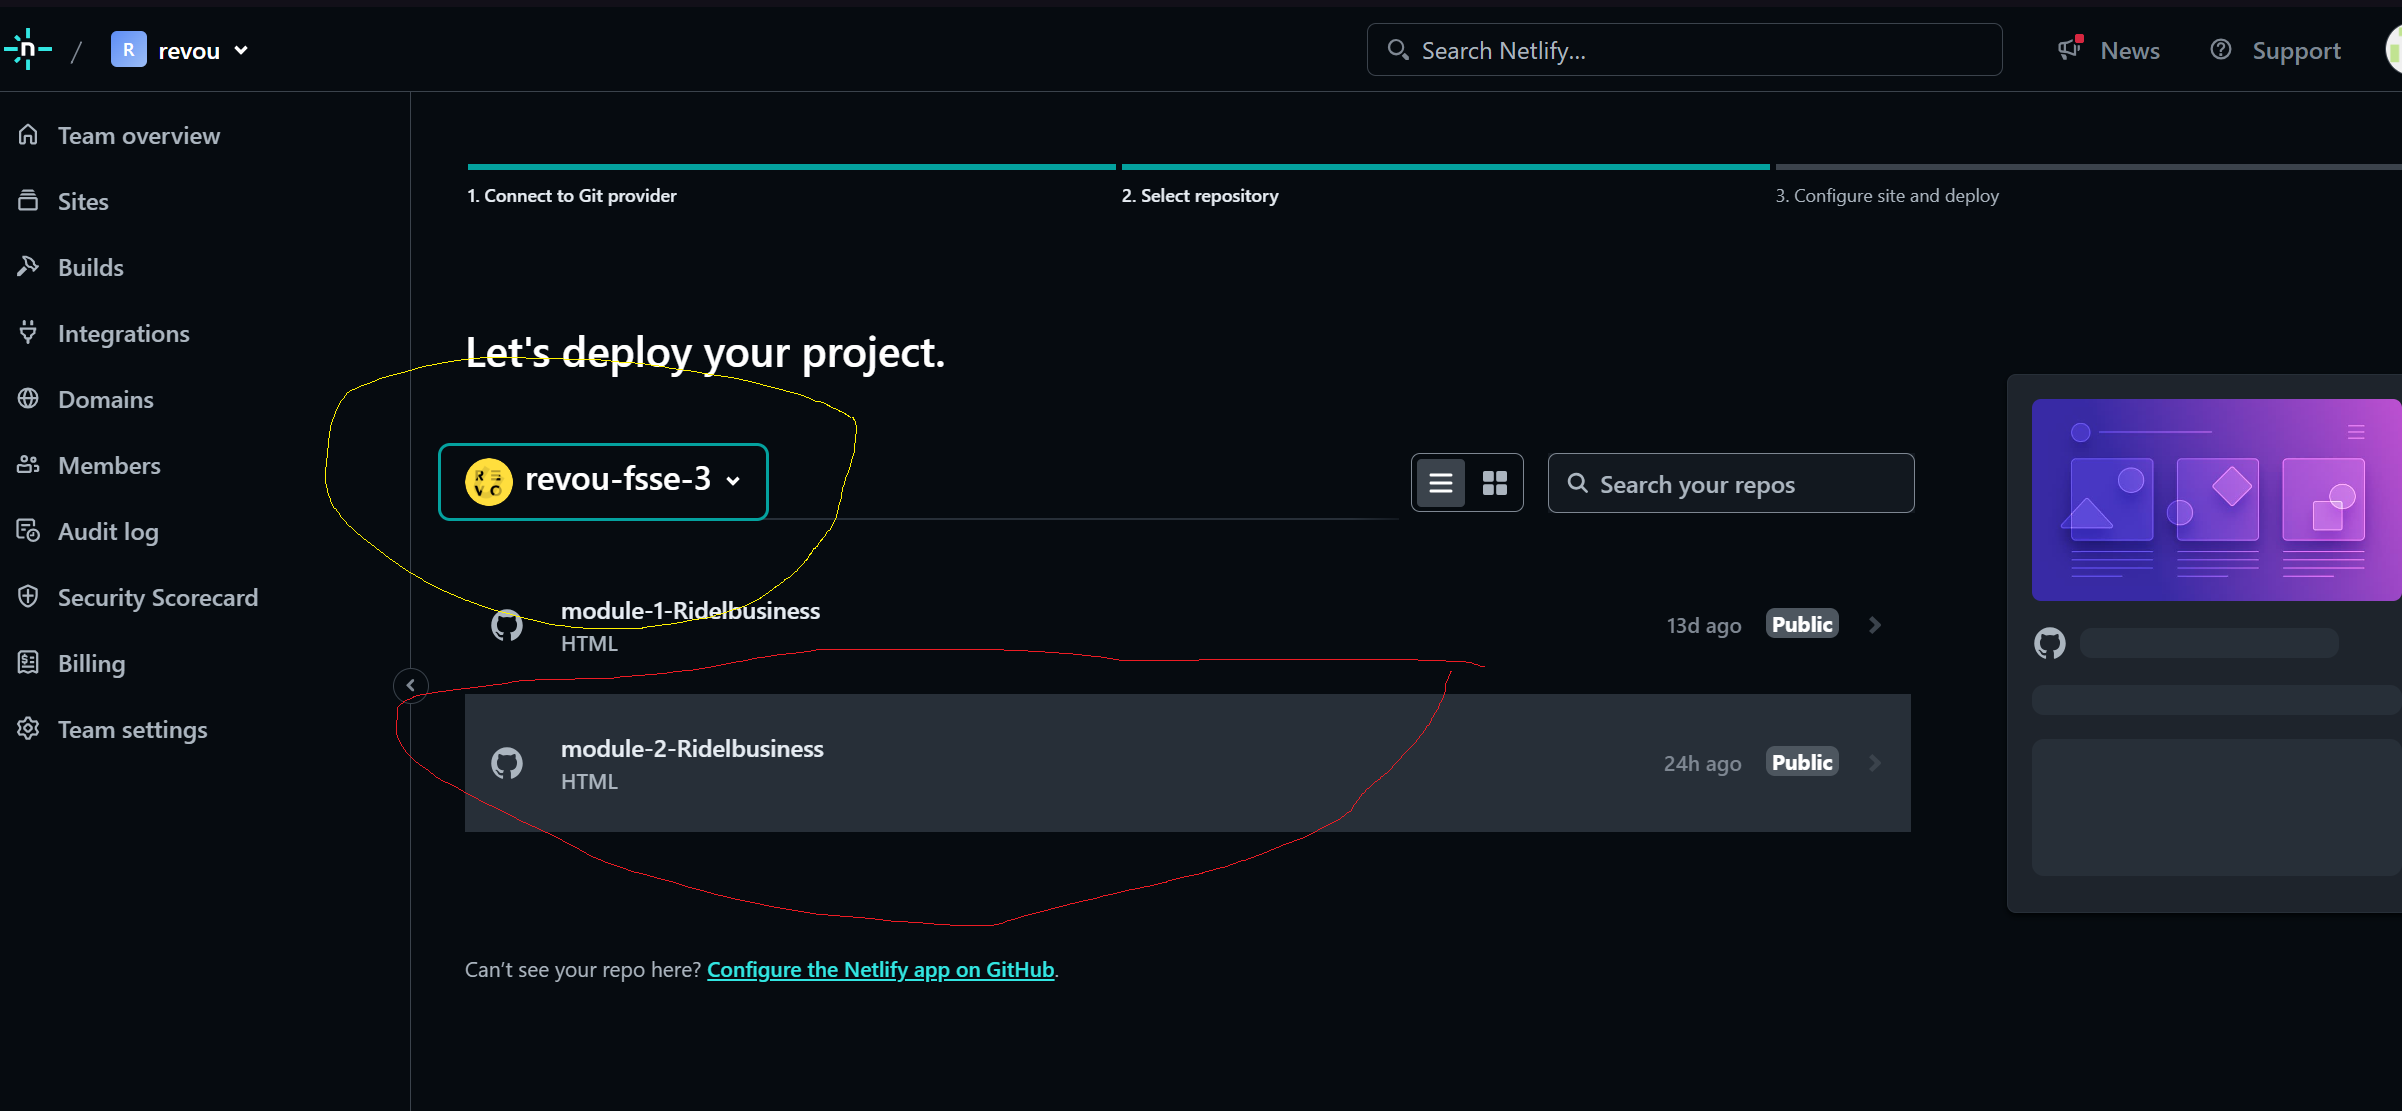 n / R revou
Search Netlify...
News
Support
Team overview
Sites
Builds
Integrations
Domains
Members
Audit log
Security Scorecard
Billing
Team settings
1. Connect to Git provider
2. Select repository
3. Configure site and deploy
Let's deploy your project.
REVO
revou-fsse-3
Search your repos
module-1-Ridelbusiness
HTML
13d ago
Public
module-2-Ridelbusiness
HTML
24h ago
Public
Can't see your repo here? Configure the Netlify app on GitHub.